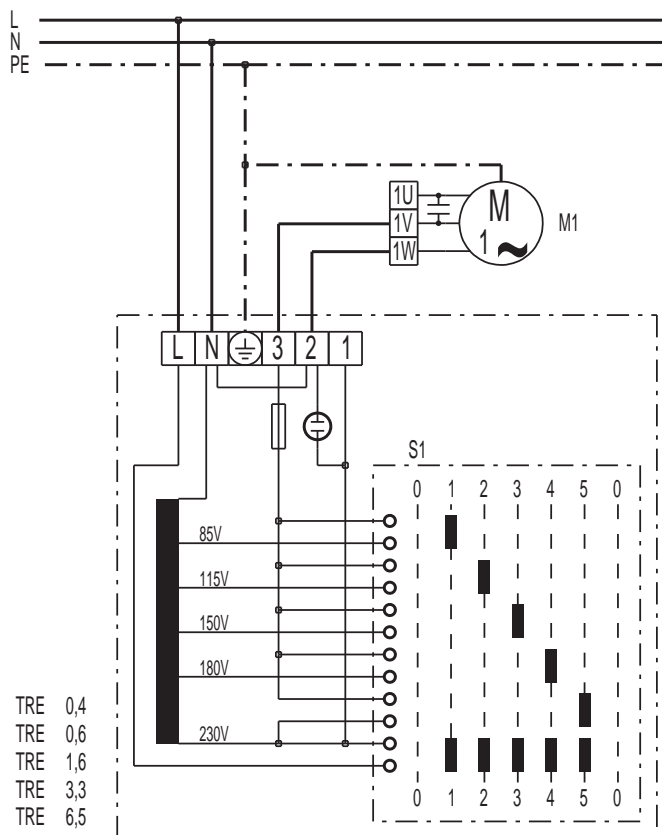 L
N
PE
1U
1V
1W
M
1
M1
L N 3 2 1
S1
0 1 2 3 4 5 0
85V
115V
150V
180V
230V
0 1 2 3 4 5 0
TRE 0,4
TRE 0,6
TRE 1,6
TRE 3,3
TRE 6,5